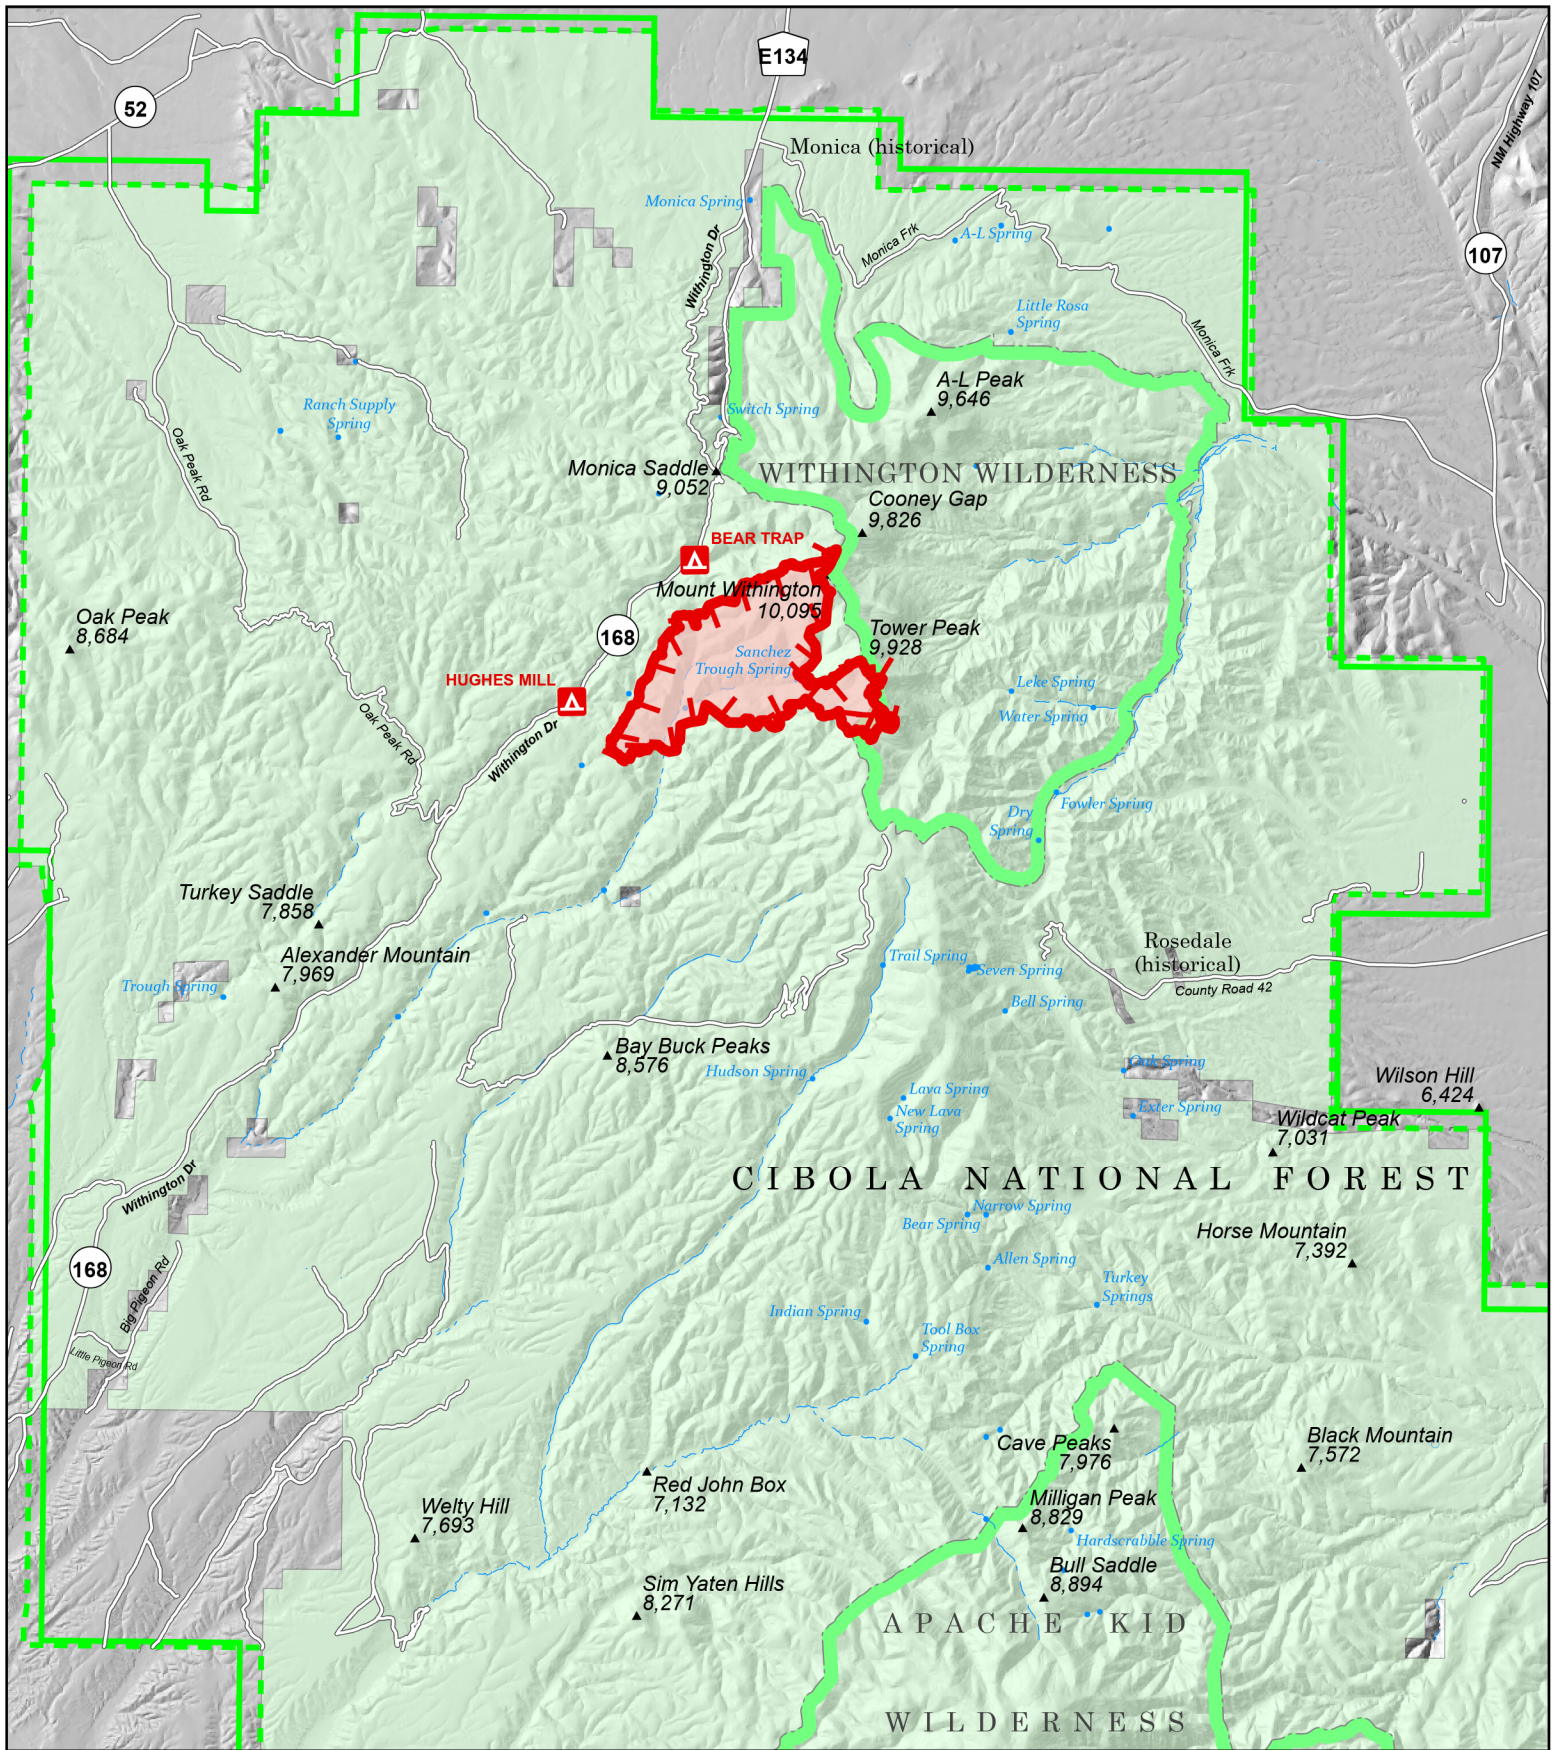 E134
52
NM Highway 107
Monica (historical)
Monica Spring
Withington Dr
Monica Frk
A-L Spring
107
Little Rosa
Spring
Monica Frk
A-L Peak
9,646
Ranch Supply
Spring
Switch Spring
Oak Peak Rd
Monica Saddle
9,052
WITHINGTON WILDERNESS
Cooney Gap
9,826
BEAR TRAP
Mount Withington
10,095
Oak Peak
8,684
168
Tower Peak
9,928
Sanchez
Trough Spring
HUGHES MILL
Leke Spring
Water Spring
Oak Peak Rd
Withington Dr
Dry
Spring
Fowler Spring
Turkey Saddle
7,858
Alexander Mountain
7,969
Trough Spring
Rosedale
(historical)
Trail Spring
Seven Spring
County Road 42
Bell Spring
Bay Buck Peaks
8,576
Hudson Spring
Oak Spring
Lava Spring
New Lava
Spring
Exter Spring
Wilson Hill
6,424
Wildcat Peak
7,031
CIBOLA NATIONAL FOREST
Withington Dr
Narrow Spring
Bear Spring
Horse Mountain
7,392
168
Allen Spring
Big Pigeon Rd
Turkey
Springs
Indian Spring
Tool Box
Spring
Little Pigeon Rd
Cave Peaks
7,976
Black Mountain
7,572
Red John Box
7,132
Welty Hill
7,693
Milligan Peak
8,829
Hardscrabble Spring
Bull Saddle
8,894
Sim Yaten Hills
8,271
APACHE KID
WILDERNESS